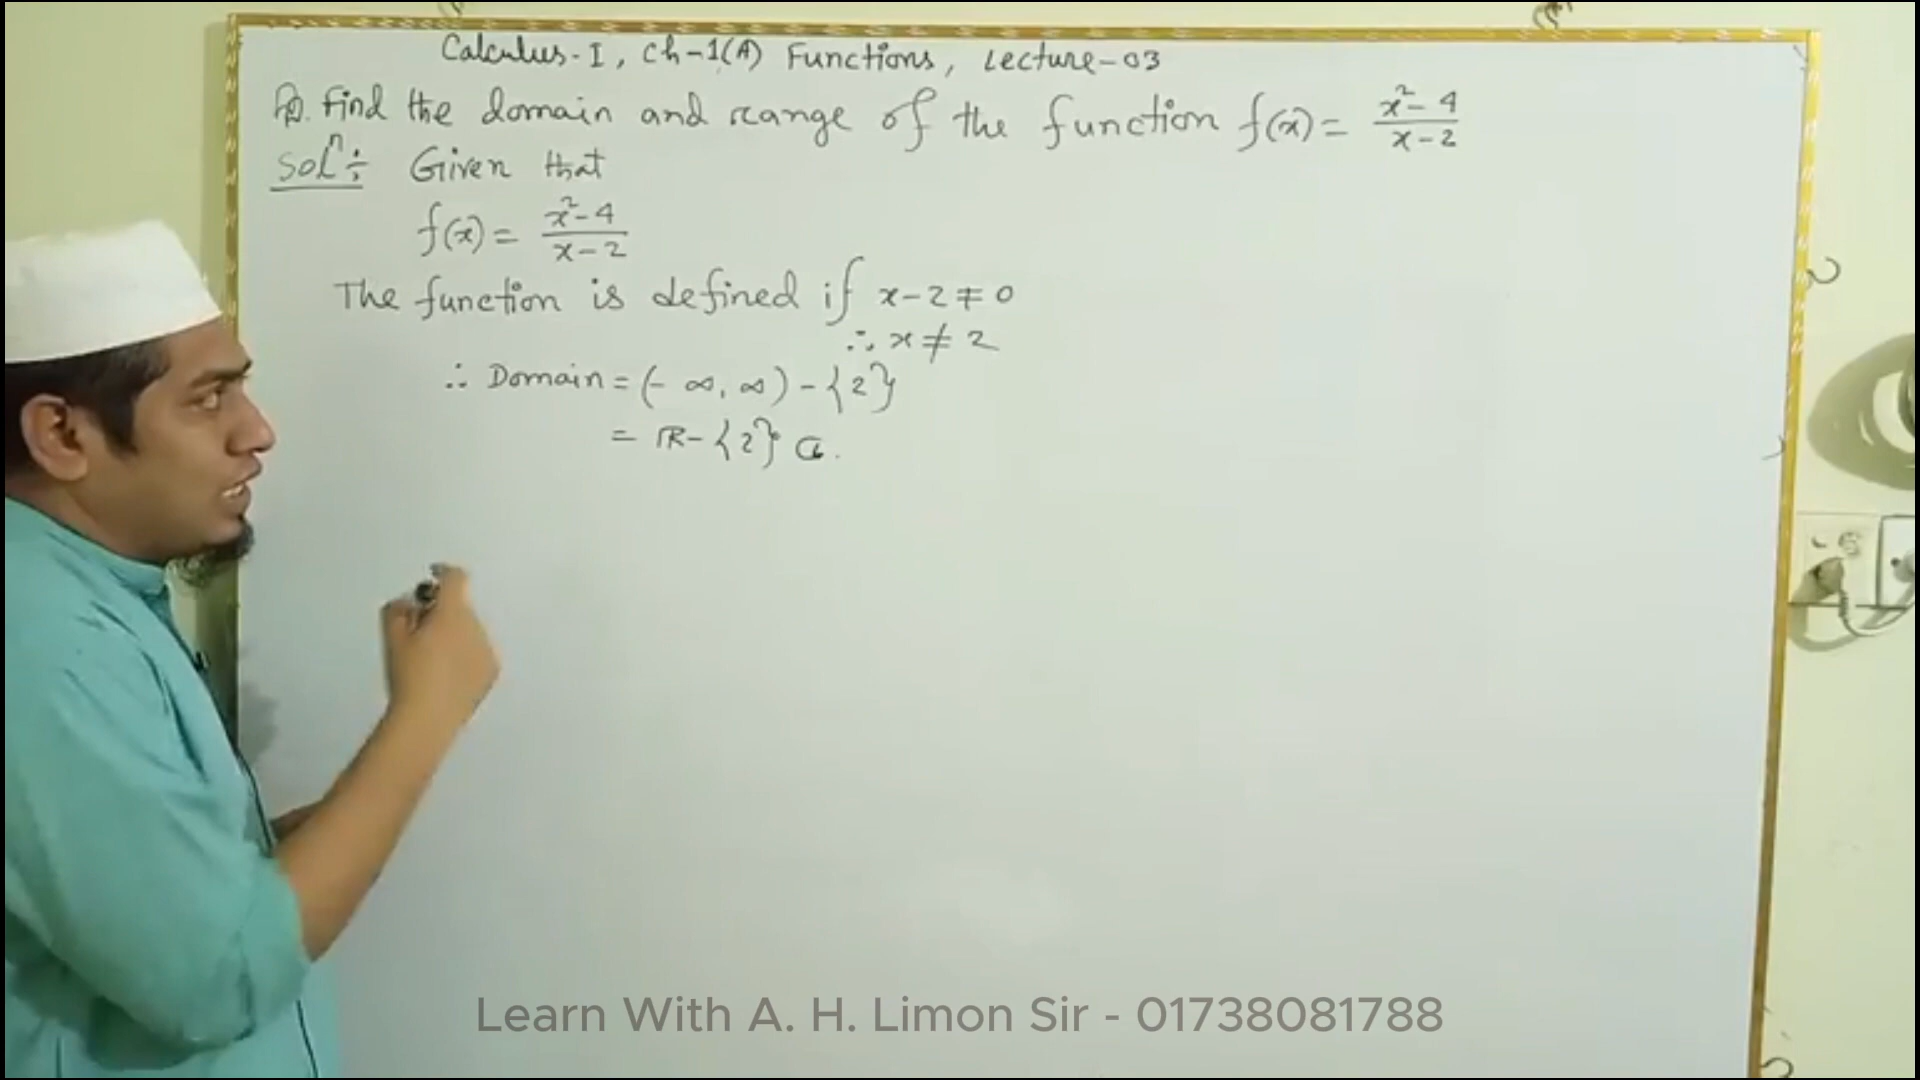 Calculus-I, Ch-1(A) Functions, Lecture-03
Find the domain and range of the function f(x) = x²-4 / x-2
Solⁿ: Given that
f(x) = x²-4 / x-2
The function is defined if x-2≠0
∴ x ≠ 2
∴ Domain = (-∞, ∞) - {2}
= ℝ - {2}
Learn With A. H. Limon Sir - 01738081788